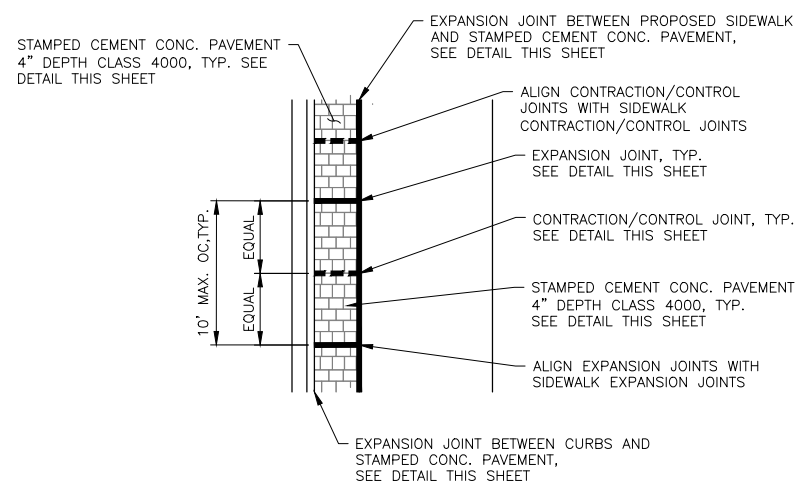 EXPANSION JOINT BETWEEN PROPOSED SIDEWALK
AND STAMPED CEMENT CONC. PAVEMENT,
SEE DETAIL THIS SHEET
STAMPED CEMENT CONC. PAVEMENT
4" DEPTH CLASS 4000, TYP. SEE
DETAIL THIS SHEET
ALIGN CONTRACTION/CONTROL
JOINTS WITH SIDEWALK
CONTRACTION/CONTROL JOINTS
EXPANSION JOINT, TYP.
SEE DETAIL THIS SHEET
10' MAX. OC,TYP.
EQUAL
EQUAL
CONTRACTION/CONTROL JOINT, TYP.
SEE DETAIL THIS SHEET
STAMPED CEMENT CONC. PAVEMENT
4" DEPTH CLASS 4000, TYP.
SEE DETAIL THIS SHEET
ALIGN EXPANSION JOINTS WITH
SIDEWALK EXPANSION JOINTS
EXPANSION JOINT BETWEEN CURBS AND
STAMPED CONC. PAVEMENT,
SEE DETAIL THIS SHEET